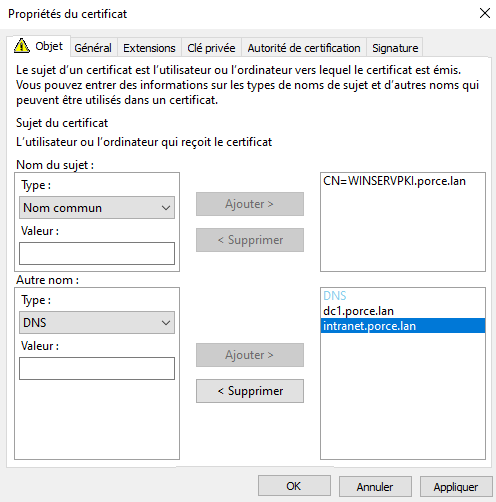 Propriétés du certificat
Objet Général Extensions Clé privée Autorité de certification Signature
Le sujet d'un certificat est l'utilisateur ou l'ordinateur vers lequel le certificat est émis.
Vous pouvez entrer des informations sur les types de noms de sujet et d'autres noms qui
peuvent être utilisés dans un certificat.
Sujet du certificat
L'utilisateur ou l'ordinateur qui reçoit le certificat
Nom du sujet :
Type :
Nom commun
Valeur :
Ajouter >
< Supprimer
CN=WINSERVPKI.porce.lan
Autre nom :
Type :
DNS
Valeur :
Ajouter >
< Supprimer
DNS
dc1.porce.lan
intranet.porce.lan
OK Annuler Appliquer